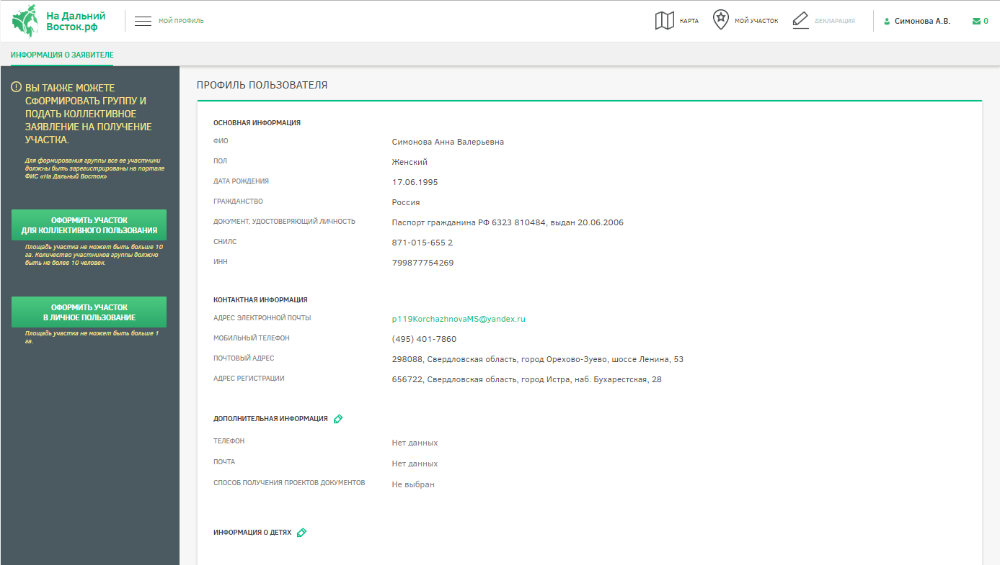 На Дальний
Восток.рф
МОЙ ПРОФИЛЬ
КАРТА
МОЙ УЧАСТОК
ДЕКЛАРАЦИЯ
Симонова А.В.
0
ИНФОРМАЦИЯ О ЗАЯВИТЕЛЕ
ВЫ ТАКЖЕ МОЖЕТЕ
СФОРМИРОВАТЬ ГРУППУ И
ПОДАТЬ КОЛЛЕКТИВНОЕ
ЗАЯВЛЕНИЕ НА ПОЛУЧЕНИЕ
УЧАСТКА.
Для формирования группы все ее участники
должны быть зарегистрированы на портале
ФИС «На Дальный Восток»
ОФОРМИТЬ УЧАСТОК
ДЛЯ КОЛЛЕКТИВНОГО ПОЛЬЗОВАНИЯ
Площадь участка не может быть больше 10
га. Количество участников группы должно
быть не более 10 человек.
ОФОРМИТЬ УЧАСТОК
В ЛИЧНОЕ ПОЛЬЗОВАНИЕ
Площадь участка не может быть больше 1
га.
ПРОФИЛЬ ПОЛЬЗОВАТЕЛЯ
ОСНОВНАЯ ИНФОРМАЦИЯ
ФИО Симонова Анна Валерьевна
ПОЛ Женский
ДАТА РОЖДЕНИЯ 17.06.1995
ГРАЖДАНСТВО Россия
ДОКУМЕНТ, УДОСТОВЕРЯЮЩИЙ ЛИЧНОСТЬ Паспорт гражданина РФ 6323 810484, выдан 20.06.2006
СНИЛС 871-015-655 2
ИНН 799877754269
КОНТАКТНАЯ ИНФОРМАЦИЯ
АДРЕС ЭЛЕКТРОННОЙ ПОЧТЫ p119KorchazhnovaMS@yandex.ru
МОБИЛЬНЫЙ ТЕЛЕФОН (495) 401-7860
ПОЧТОВЫЙ АДРЕС 298088, Свердловская область, город Орехово-Зуево, шоссе Ленина, 53
АДРЕС РЕГИСТРАЦИИ 656722, Свердловская область, город Истра, наб. Бухарестская, 28
ДОПОЛНИТЕЛЬНАЯ ИНФОРМАЦИЯ
ТЕЛЕФОН Нет данных
ПОЧТА Нет данных
СПОСОБ ПОЛУЧЕНИЯ ПРОЕКТОВ ДОКУМЕНТОВ Не выбран
ИНФОРМАЦИЯ О ДЕТЯХ